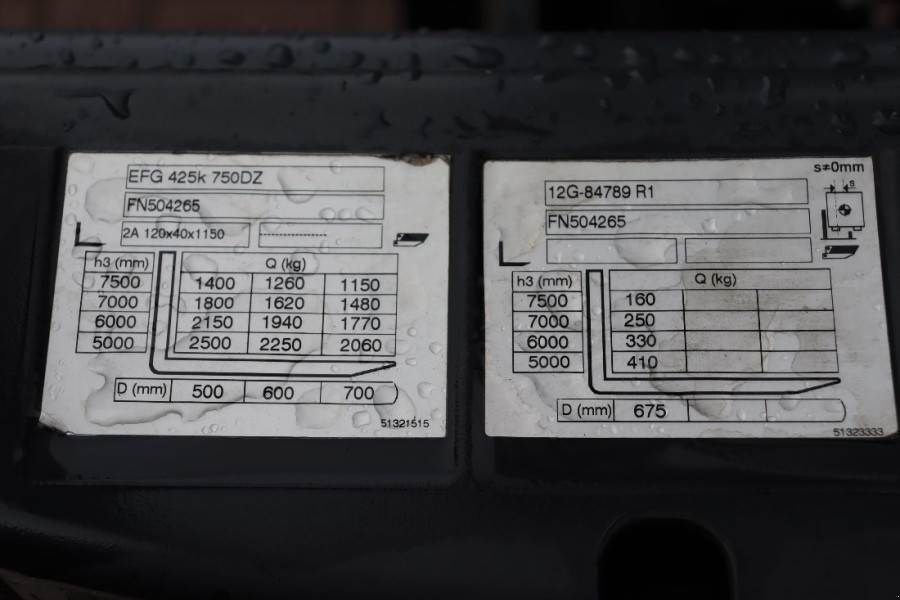 EFG 425k 750DZ
FN504265
2A 120x40x1150 -------------
h3 (mm) Q (kg)
7500 1400 1260 1150
7000 1800 1620 1480
6000 2150 1940 1770
5000 2500 2250 2060
D (mm) 500 600 700
51321515
s≠0mm
12G-84789 R1
s
FN504265
h3 (mm) Q (kg)
7500 160
7000 250
6000 330
5000 410
D (mm) 675
51323333